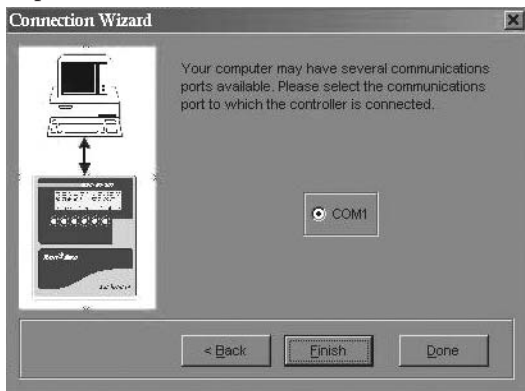 Connection Wizard
Your computer may have several communications
ports available. Please select the communications
port to which the controller is connected.
COM1
< Back
Finish
Done